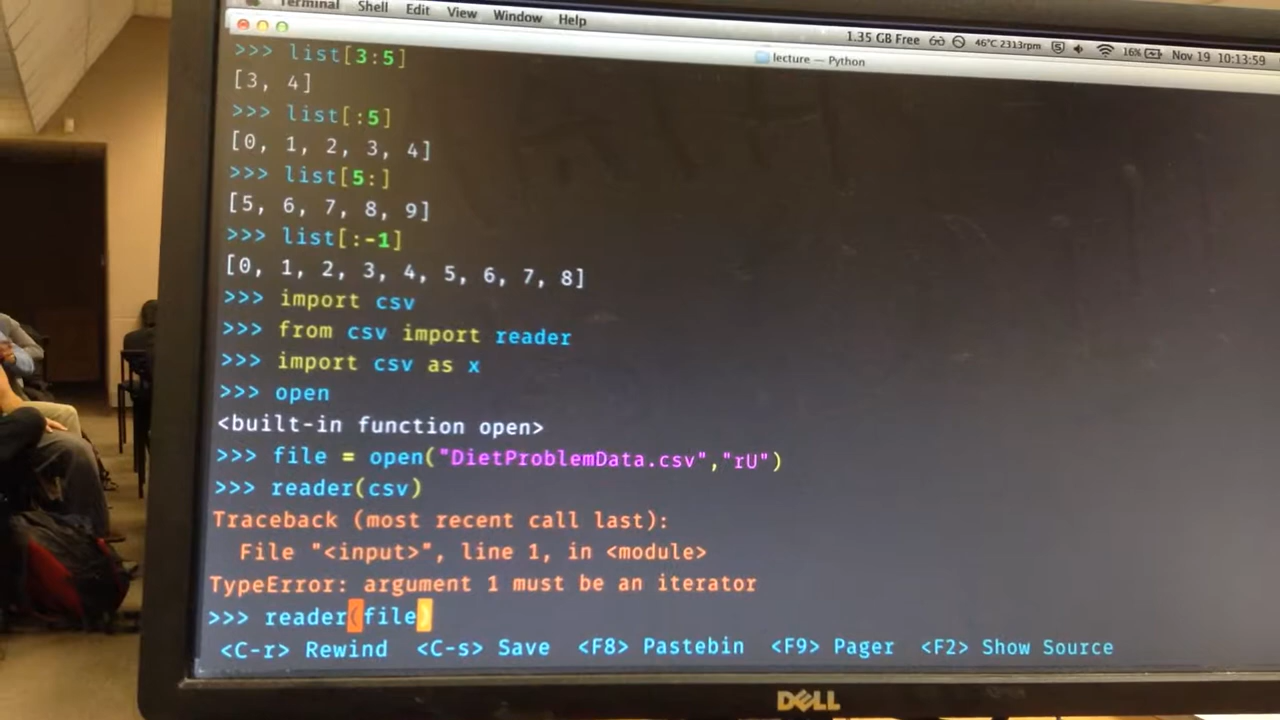 Terminal Shell Edit View Window Help
1.35 GB Free 46°C 2313rpm 16% Nov 19 10:13:59
lecture — Python
>>> list[3:5]
[3, 4]
>>> list[:5]
[0, 1, 2, 3, 4]
>>> list[5:]
[5, 6, 7, 8, 9]
>>> list[:-1]
[0, 1, 2, 3, 4, 5, 6, 7, 8]
>>> import csv
>>> from csv import reader
>>> import csv as x
>>> open
<built-in function open>
>>> file = open("DietProblemData.csv","rU")
>>> reader(csv)
Traceback (most recent call last):
  File "<input>", line 1, in <module>
TypeError: argument 1 must be an iterator
>>> reader(file)
<C-r> Rewind <C-s> Save <F8> Pastebin <F9> Pager <F2> Show Source
DELL